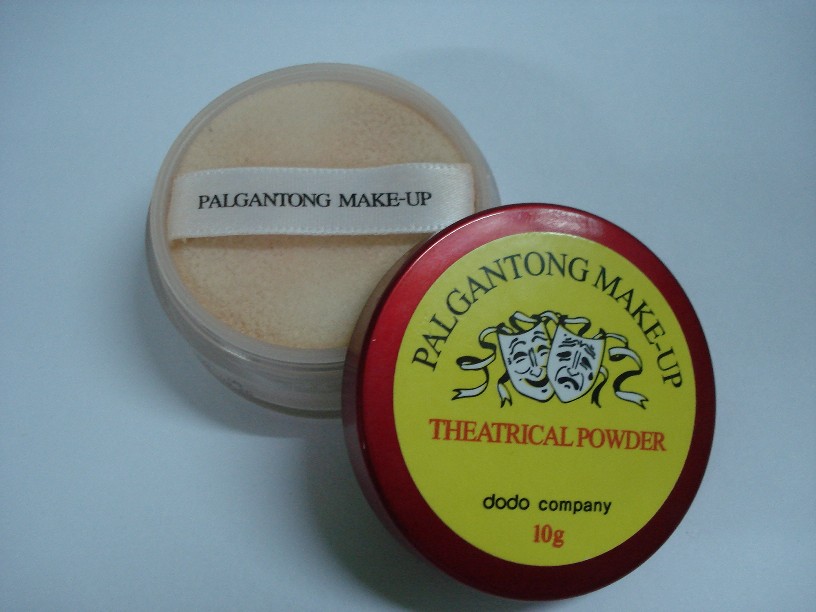 PALGANTONG MAKE-UP
PALGANTONG MAKE-UP
THEATRICAL POWDER
dodo company
10g